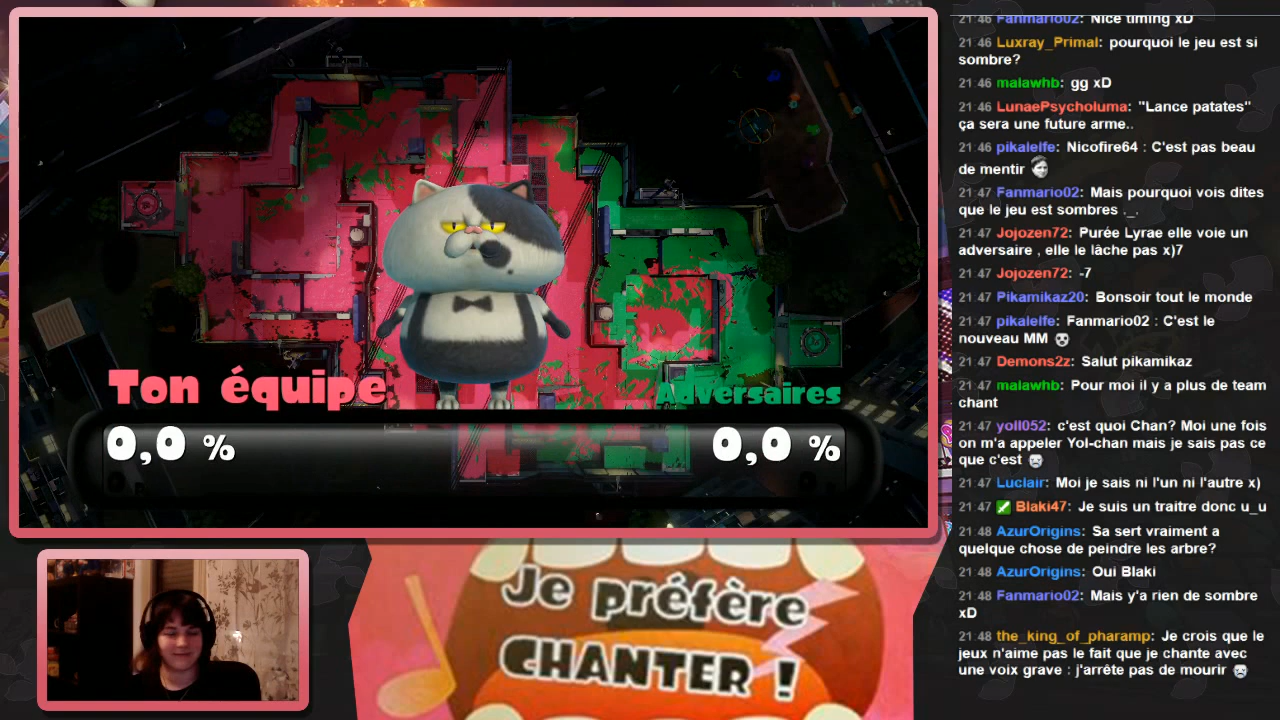 Ton équipe
Adversaires
0,0 %
0,0 %
Je préfère
CHANTER !
21:46 Fanmario02: Nice timing xD
21:46 Luxray_Primal: pourquoi le jeu est si
sombre?
21:46 malawhb: gg xD
21:46 LunaePsycholuma: "Lance patates"
ça sera une future arme..
21:46 pikalelfe: Nicofire64 : C'est pas beau
de mentir
21:47 Fanmario02: Mais pourquoi vois dites
que le jeu est sombres ._.
21:47 Jojozen72: Purée Lyrae elle voie un
adversaire , elle le lâche pas x)7
21:47 Jojozen72: -7
21:47 Pikamikaz20: Bonsoir tout le monde
21:47 pikalelfe: Fanmario02 : C'est le
nouveau MM
21:47 Demons2z: Salut pikamikaz
21:47 malawhb: Pour moi il y a plus de team
chant
21:47 yoll052: c'est quoi Chan? Moi une fois
on m'a appeler Yol-chan mais je sais pas ce
que c'est
21:47 Luclair: Moi je sais ni l'un ni l'autre x)
21:47 Blaki47: Je suis un traitre donc u_u
21:48 AzurOrigins: Sa sert vraiment a
quelque chose de peindre les arbre?
21:48 AzurOrigins: Oui Blaki
21:48 Fanmario02: Mais y'a rien de sombre
xD
21:48 the_king_of_pharamp: Je crois que le
jeux n'aime pas le fait que je chante avec
une voix grave : j'arrête pas de mourir